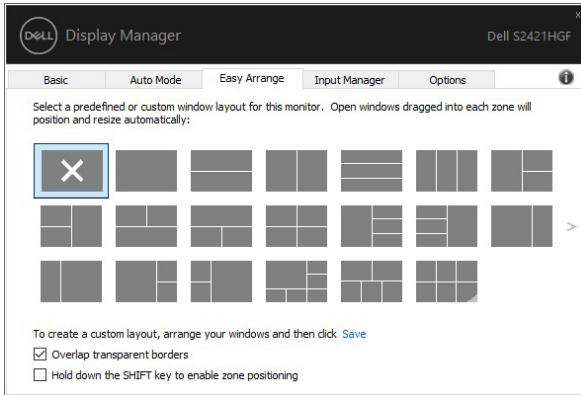 DELL Display Manager
Dell S2421HGF
Basic Auto Mode Easy Arrange Input Manager Options
Select a predefined or custom window layout for this monitor. Open windows dragged into each zone will
position and resize automatically:
To create a custom layout, arrange your windows and then click Save
Overlap transparent borders
Hold down the SHIFT key to enable zone positioning